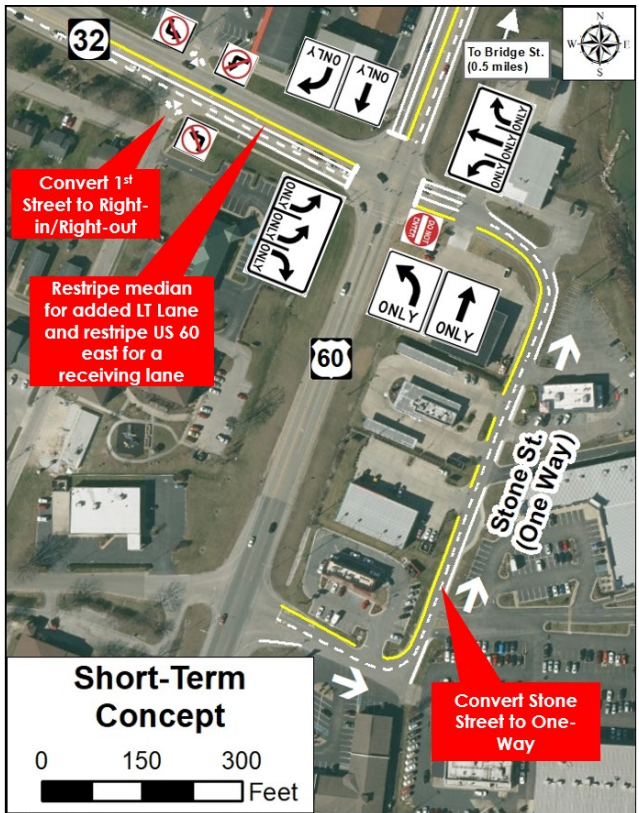 32
To Bridge St.
(0.5 miles)
N
W
E
S
ONLY
ONLY
ONLY
ONLY
ONLY
Convert 1st
Street to Right-
in/Right-out
ONLY
ONLY
ONLY
DO NOT
ENTER
Restripe median
for added LT Lane
and restripe US 60
east for a
receiving lane
ONLY
ONLY
60
Stone St.
(One Way)
Short-Term
Concept
0 150 300
Feet
Convert Stone
Street to One-
Way